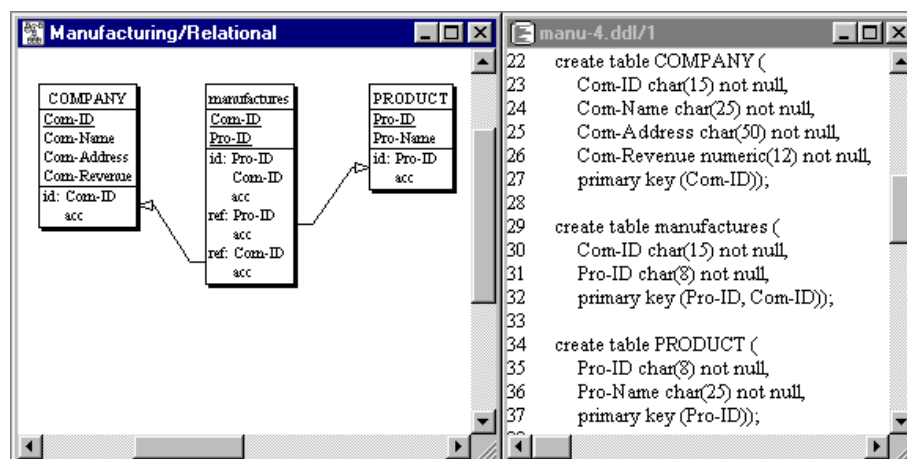 Manufacturing/Relational
COMPANY
Com-ID
Com-Name
Com-Address
Com-Revenue
id: Com-ID
acc
manufactures
Com-ID
Pro-ID
id: Pro-ID
Com-ID
acc
ref: Pro-ID
acc
ref: Com-ID
acc
PRODUCT
Pro-ID
Pro-Name
id: Pro-ID
acc
manu-4.ddl/1
22 create table COMPANY (
23 Com-ID char(15) not null,
24 Com-Name char(25) not null,
25 Com-Address char(50) not null,
26 Com-Revenue numeric(12) not null,
27 primary key (Com-ID));
28
29 create table manufactures (
30 Com-ID char(15) not null,
31 Pro-ID char(8) not null,
32 primary key (Pro-ID, Com-ID));
33
34 create table PRODUCT (
35 Pro-ID char(8) not null,
36 Pro-Name char(25) not null,
37 primary key (Pro-ID));